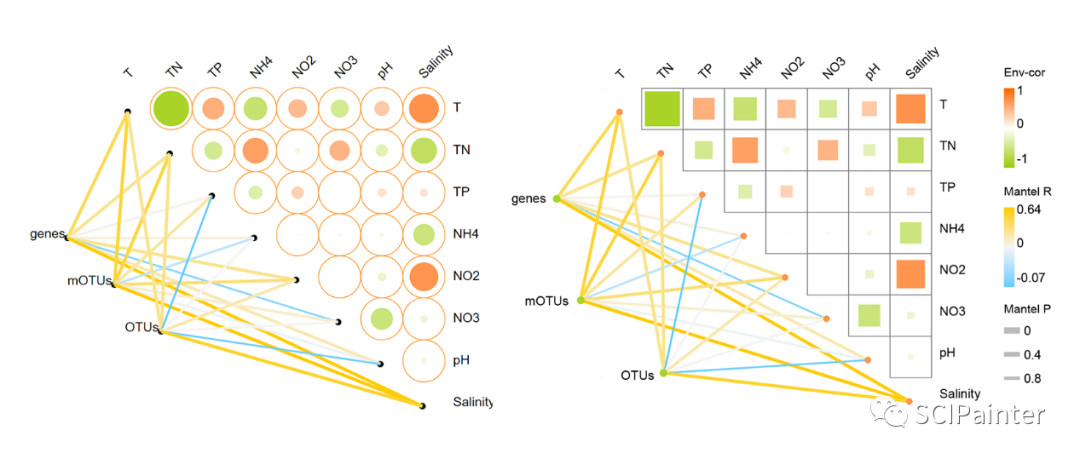 T TN TP NH4 NO2 NO3 pH Salinity
T
TN
TP
genes
NH4
mOTUs
NO2
OTUs
NO3
pH
Salinity
T TN TP NH4 NO2 NO3 pH Salinity
T
TN
TP
genes
NH4
mOTUs
NO2
NO3
pH
OTUs
Salinity
Env-cor
1
0
-1
Mantel R
0.64
0
-0.07
Mantel P
0
0.4
0.8
SCIPainter